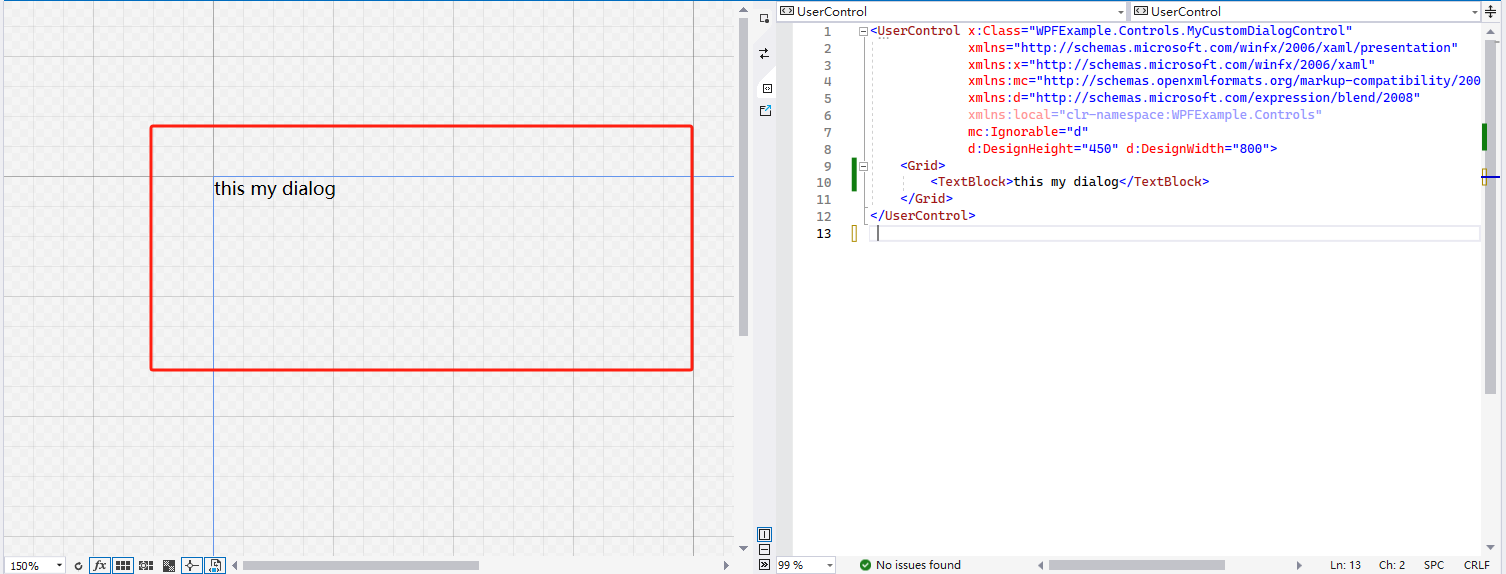 UserControl
UserControl
1 <UserControl x:Class="WPFExample.Controls.MyCustomDialogControl"
2 xmlns="http://schemas.microsoft.com/winfx/2006/xaml/presentation"
3 xmlns:x="http://schemas.microsoft.com/winfx/2006/xaml"
4 xmlns:mc="http://schemas.openxmlformats.org/markup-compatibility/200
5 xmlns:d="http://schemas.microsoft.com/expression/blend/2008"
6 xmlns:local="clr-namespace:WPFExample.Controls"
7 mc:Ignorable="d"
8 d:DesignHeight="450" d:DesignWidth="800">
9 <Grid>
10 <TextBlock>this my dialog</TextBlock>
11 </Grid>
12 </UserControl>
13
this my dialog
150%
fx
99 %
No issues found
Ln: 13
Ch: 2
SPC
CRLF